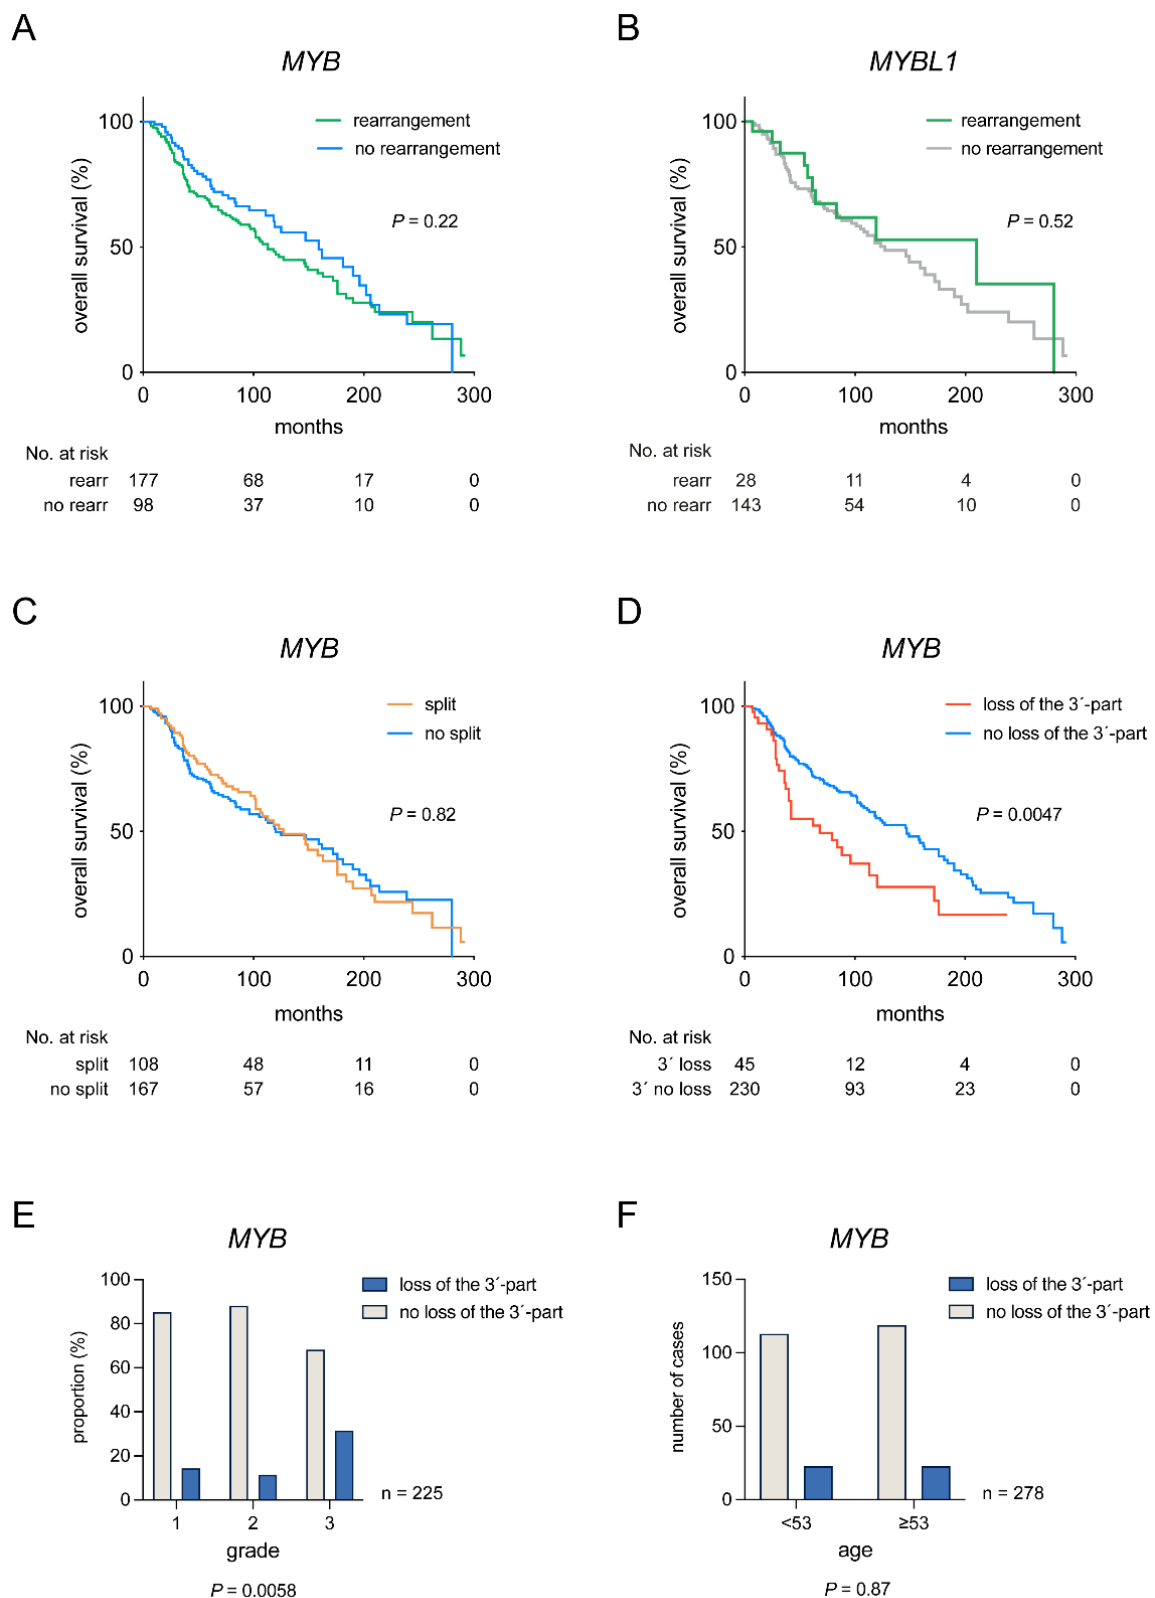 A
MYB
100
50
0
overall survival (%)
rearrangement
no rearrangement
P = 0.22
0 100 200 300
months
No. at risk
rearr 177 68 17 0
no rearr 98 37 10 0
B
MYBL1
100
50
0
overall survival (%)
rearrangement
no rearrangement
P = 0.52
0 100 200 300
months
No. at risk
rearr 28 11 4 0
no rearr 143 54 10 0
C
MYB
100
50
0
overall survival (%)
split
no split
P = 0.82
0 100 200 300
months
No. at risk
split 108 48 11 0
no split 167 57 16 0
D
MYB
100
50
0
overall survival (%)
loss of the 3´-part
no loss of the 3´-part
P = 0.0047
0 100 200 300
months
No. at risk
3´ loss 45 12 4 0
3´ no loss 230 93 23 0
E
MYB
100
80
60
40
20
0
proportion (%)
loss of the 3´-part
no loss of the 3´-part
n = 225
1 2 3
grade
P = 0.0058
F
MYB
150
100
50
0
number of cases
loss of the 3´-part
no loss of the 3´-part
n = 278
<53 ≥53
age
P = 0.87